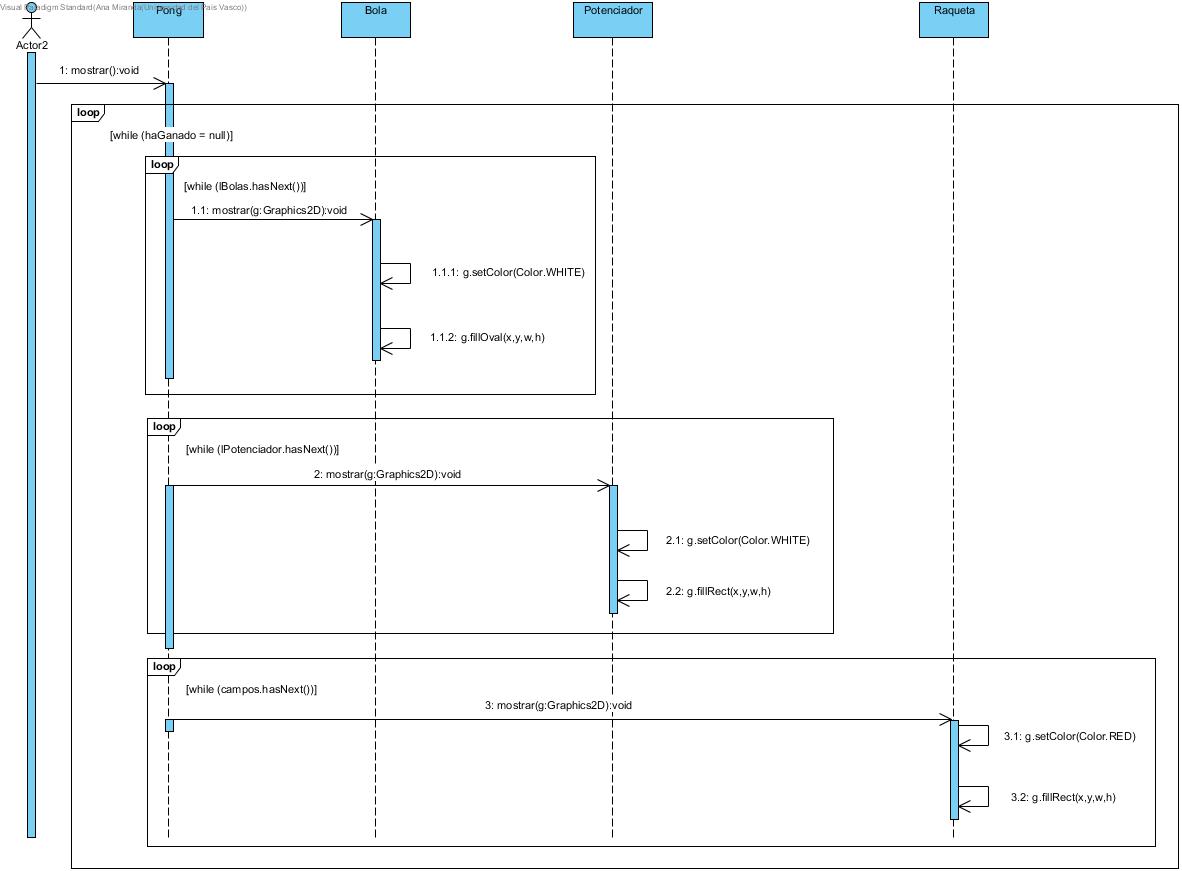 Visual Paradigm Standard(Ana Miranda(Universidad del Pais Vasco))
Pong
Bola
Potenciador
Raqueta
Actor2
1: mostrar():void
loop
[while (haGanado = null)]
loop
[while (lBolas.hasNext())]
1.1: mostrar(g:Graphics2D):void
1.1.1: g.setColor(Color.WHITE)
1.1.2: g.fillOval(x,y,w,h)
loop
[while (lPotenciador.hasNext())]
2: mostrar(g:Graphics2D):void
2.1: g.setColor(Color.WHITE)
2.2: g.fillRect(x,y,w,h)
loop
[while (campos.hasNext())]
3: mostrar(g:Graphics2D):void
3.1: g.setColor(Color.RED)
3.2: g.fillRect(x,y,w,h)